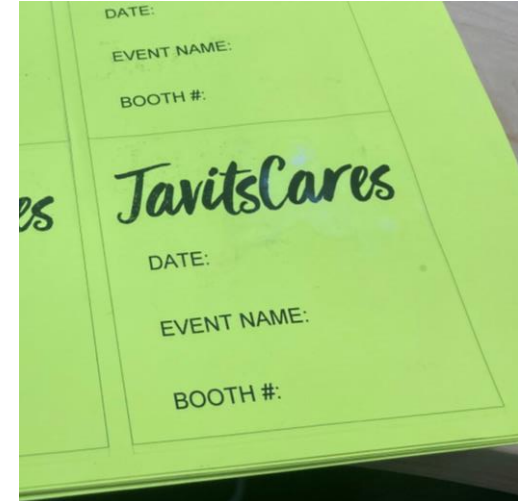 DATE:
EVENT NAME:
BOOTH #:
es
JavitsCares
DATE:
EVENT NAME:
BOOTH #: